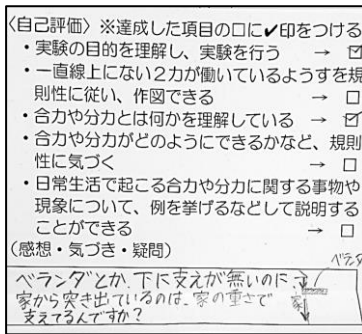 〈自己評価〉※達成した項目の□に✔印をつける
・実験の目的を理解し、実験を行う → ☑
・一直線上にない2力が働いているようすを規
則性に従い、作図できる → □
・合力や分力とは何かを理解している → ☑
・合力や分力がどのようにできるかなど、規則
性に気づく → □
・日常生活で起こる合力や分力に関する事物や
現象について、例を挙げるなどして説明する
ことができる → □
(感想・気づき・疑問)
ベランダ
ベランダとか、下に支えが無いのに
家から突き出ているのは、家の重さで
支えてるんですか?
家